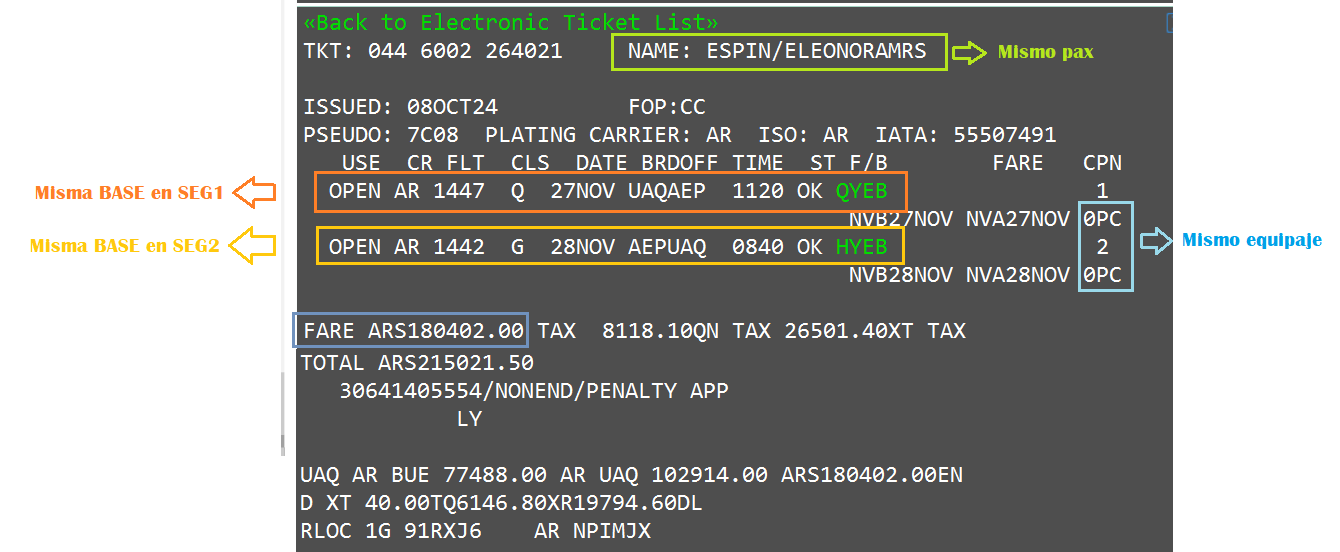 «Back to Electronic Ticket List»
TKT: 044 6002 264021 NAME: ESPIN/ELEONORAMRS Mismo pax
ISSUED: 08OCT24 FOP:CC
PSEUDO: 7C08 PLATING CARRIER: AR ISO: AR IATA: 55507491
USE CR FLT CLS DATE BRDOFF TIME ST F/B FARE CPN
Misma BASE en SEG1 OPEN AR 1447 Q 27NOV UAQAEP 1120 OK QYEB 1
NVB27NOV NVA27NOV 0PC
Misma BASE en SEG2 OPEN AR 1442 G 28NOV AEPUAQ 0840 OK HYEB 2 Mismo equipaje
NVB28NOV NVA28NOV 0PC
FARE ARS180402.00 TAX 8118.10QN TAX 26501.40XT TAX
TOTAL ARS215021.50
30641405554/NONEND/PENALTY APP
LY
UAQ AR BUE 77488.00 AR UAQ 102914.00 ARS180402.00EN
D XT 40.00TQ6146.80XR19794.60DL
RLOC 1G 91RXJ6 AR NPIMJX